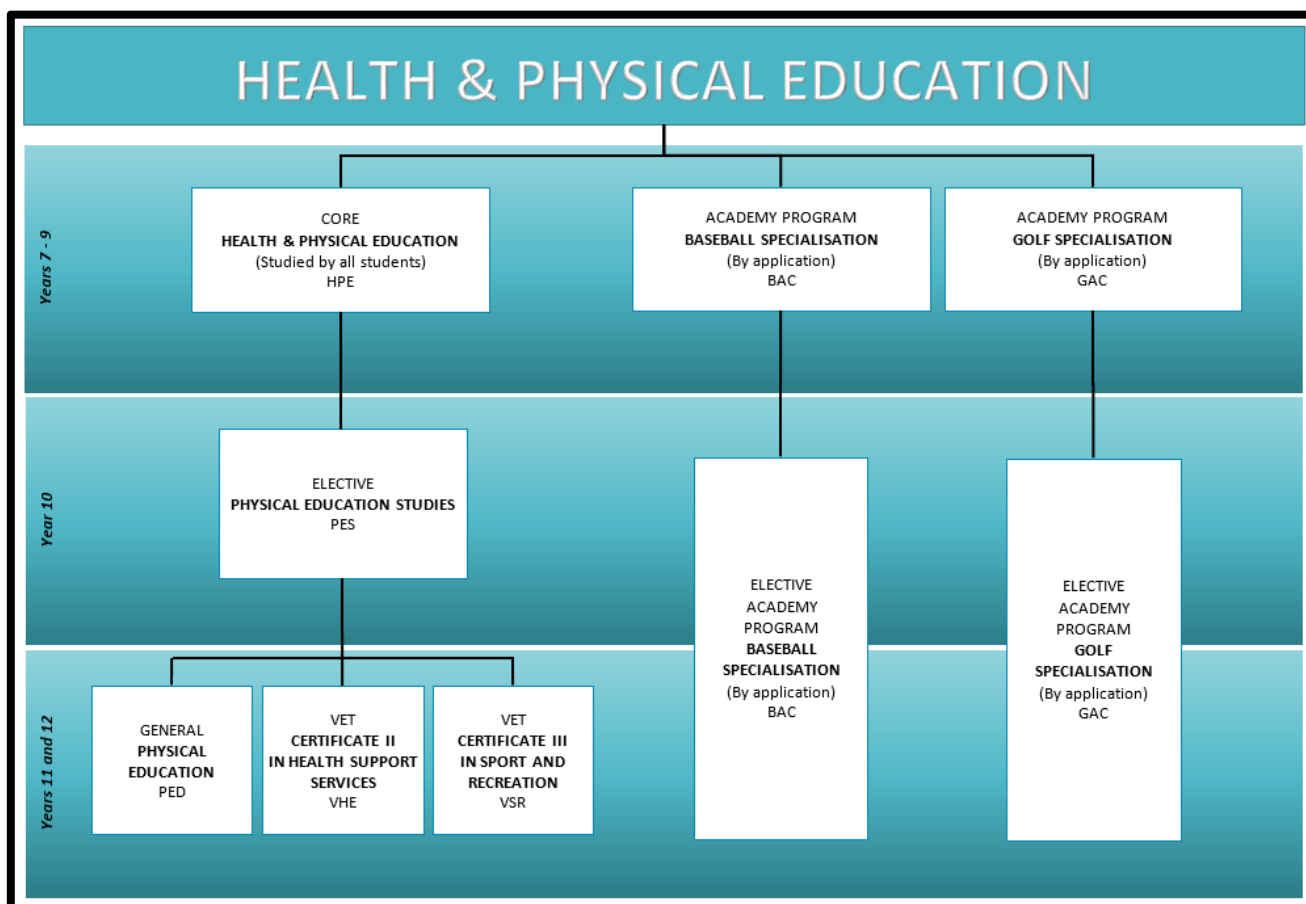 HEALTH & PHYSICAL EDUCATION
Years 7 - 9
CORE
HEALTH & PHYSICAL EDUCATION
(Studied by all students)
HPE
ACADEMY PROGRAM
BASEBALL SPECIALISATION
(By application)
BAC
ACADEMY PROGRAM
GOLF SPECIALISATION
(By application)
GAC
Year 10
ELECTIVE
PHYSICAL EDUCATION STUDIES
PES
ELECTIVE
ACADEMY
PROGRAM
BASEBALL
SPECIALISATION
(By application)
BAC
ELECTIVE
ACADEMY
PROGRAM
GOLF
SPECIALISATION
(By application)
GAC
Years 11 and 12
GENERAL
PHYSICAL
EDUCATION
PED
VET
CERTIFICATE II
IN HEALTH SUPPORT
SERVICES
VHE
VET
CERTIFICATE III
IN SPORT AND
RECREATION
VSR